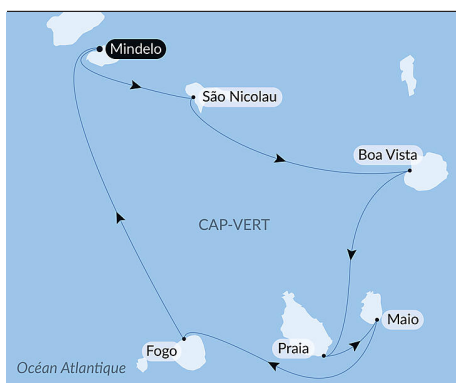 Mindelo
São Nicolau
Boa Vista
CAP-VERT
Maio
Praia
Fogo
Océan Atlantique